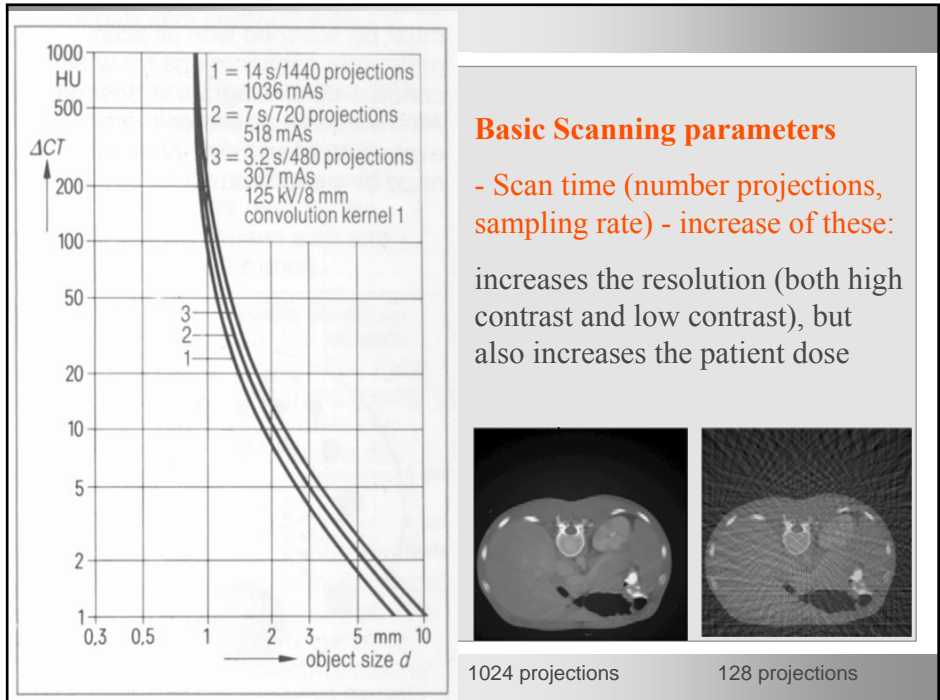 1000
HU
500
ΔCT
200
100
50
20
10
5
2
1
1 = 14 s/1440 projections
1036 mAs
2 = 7 s/720 projections
518 mAs
3 = 3.2 s/480 projections
307 mAs
125 kV/8 mm
convolution kernel 1
3
2
1
0,3 0,5 1 2 3 5 mm 10
object size d
Basic Scanning parameters
- Scan time (number projections,
sampling rate) - increase of these:
increases the resolution (both high
contrast and low contrast), but
also increases the patient dose
1024 projections
128 projections